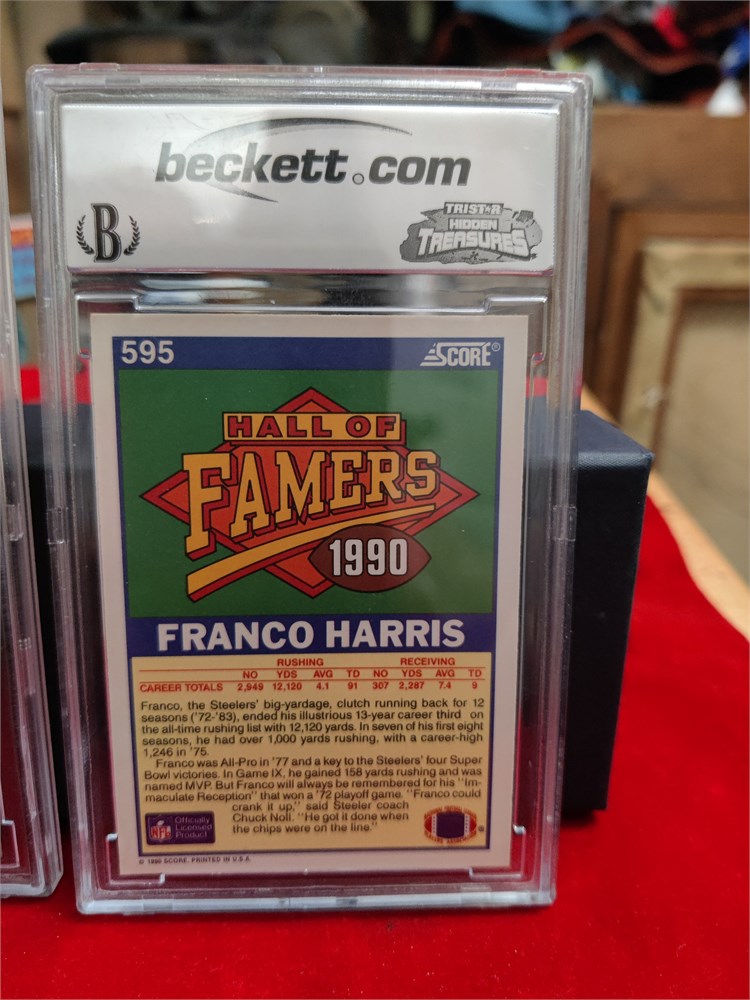 beckett.com
B
TRISTAR
HIDDEN
TREASURES
595
SCORE®
HALL OF
FAMERS
1990
FRANCO HARRIS
RUSHING RECEIVING
NO YDS AVG TD NO YDS AVG TD
CAREER TOTALS 2,949 12,120 4.1 91 307 2,287 7.4 9
Franco, the Steelers' big-yardage, clutch running back for 12
seasons ('72-'83), ended his illustrious 13-year career third on
the all-time rushing list with 12,120 yards. In seven of his first eight
seasons, he had over 1,000 yards rushing, with a career-high
1,246 in '75.
Franco was All-Pro in '77 and a key to the Steelers' four Super
Bowl victories. In Game IX, he gained 158 yards rushing and was
named MVP. But Franco will always be remembered for his "Im-
maculate Reception" that won a '72 playoff game. "Franco could
crank it up," said Steeler coach
Chuck Noll. "He got it done when
the chips were on the line."
NFL
Officially
Licensed
Product
© 1990 SCORE. PRINTED IN U.S.A.